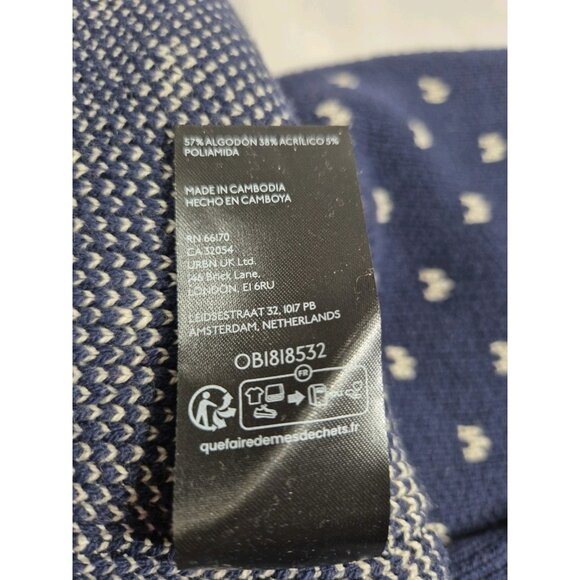 57% ALGODÓN 38% ACRÍLICO 5%
POLIAMIDA
MADE IN CAMBODIA
HECHO EN CAMBOYA
RN 66170
CA 32054
URBN UK Ltd.
146 Brick Lane,
LONDON, E1 6RU
LEIDSESTRAAT 32, 1017 PB
AMSTERDAM, NETHERLANDS
OB1818532
FR
quefairedemesdechets.fr